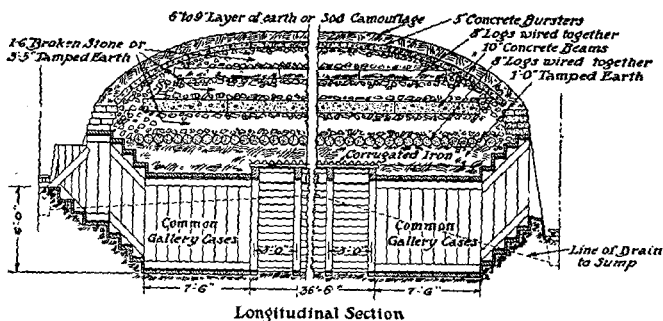 6" to 9" Layer of earth or Sod Camouflage
5" Concrete Bursters
8" Logs wired together
10" Concrete Beams
8" Logs wired together
1'-0" Tamped Earth
1'-6" Broken Stone or
Tamped Earth
Corrugated Iron
Common
Gallery Cases
Common
Gallery Cases
3'-0"
3'-0"
Line of Drain
to Sump
7'-6"
36'-6"
7'-6"
Longitudinal Section